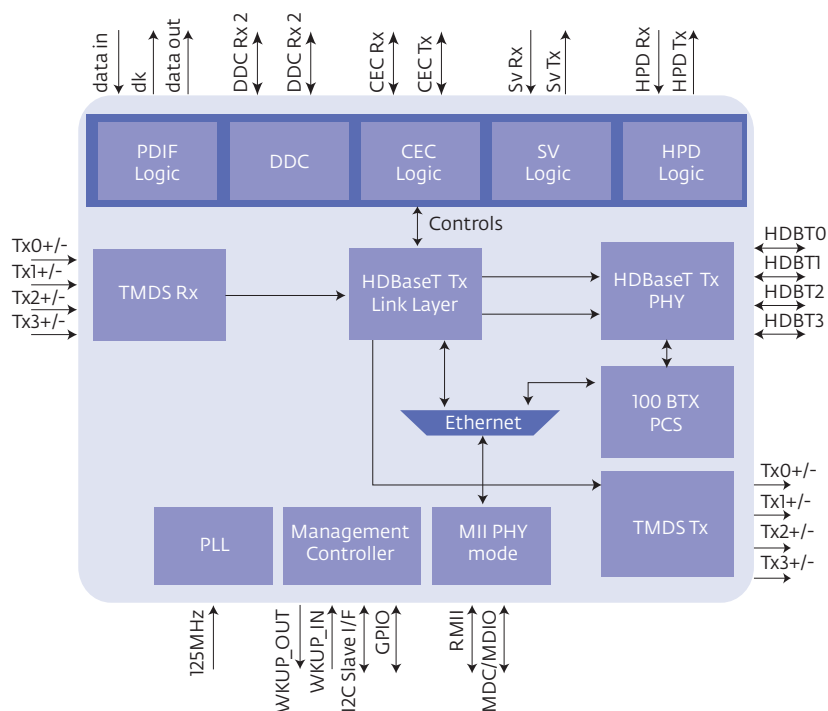 data in
dk
data out
DDC Rx 2
DDC Rx 2
CEC Rx
CEC Tx
Sv Rx
Sv Tx
HPD Rx
HPD Tx
PDIF
Logic
DDC
CEC
Logic
SV
Logic
HPD
Logic
Controls
Tx0+/-
Tx1+/-
Tx2+/-
Tx3+/-
TMDS Rx
HDBaseT Tx
Link Layer
HDBaseT Tx
PHY
HDBT0
HDBT1
HDBT2
HDBT3
Ethernet
100 BTX
PCS
PLL
Management
Controller
MII PHY
mode
TMDS Tx
Tx0+/-
Tx1+/-
Tx2+/-
Tx3+/-
125MHz
WKUP_OUT
WKUP_IN
I2C Slave I/F
GPIO
RMII
MDC/MDIO